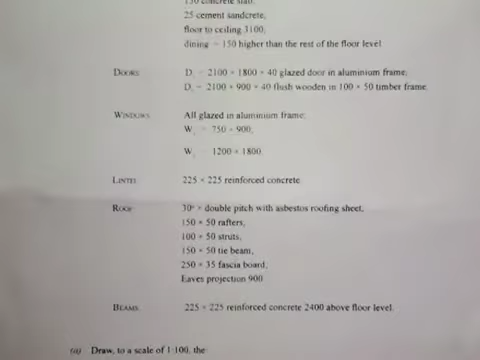 150 concrete slab,
25 cement sandcrete,
floor to ceiling 3100,
dining – 150 higher than the rest of the floor level
DOORS: D – 2100 × 1800 × 40 glazed door in aluminium frame;
D – 2100 × 900 × 40 flush wooden in 100 × 50 timber frame.
WINDOWS: All glazed in aluminium frame;
W – 750 × 900;
W – 1200 × 1800.
LINTEL 225 × 225 reinforced concrete
ROOF 30° × double pitch with asbestos roofing sheet,
150 × 50 rafters,
100 × 50 struts,
150 × 50 tie beam,
250 × 35 fascia board,
Eaves projection 900
BEAMS 225 × 225 reinforced concrete 2400 above floor level.
(a) Draw, to a scale of 1:100, the